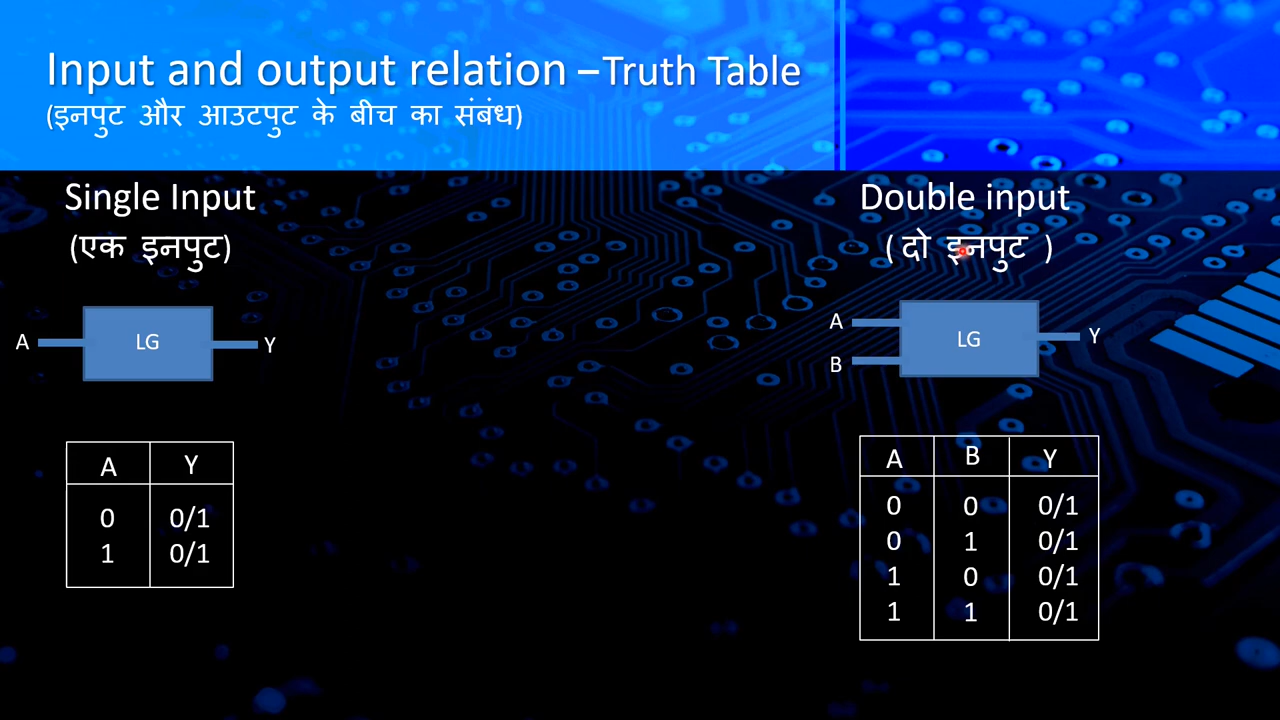 Input and output relation –Truth Table
(इनपुट और आउटपुट के बीच का संबंध)
Single Input
(एक इनपुट)
A LG Y
A Y
0 0/1
1 0/1
Double input
( दो इनपुट )
A
B
LG
Y
A B Y
0 0 0/1
0 1 0/1
1 0 0/1
1 1 0/1